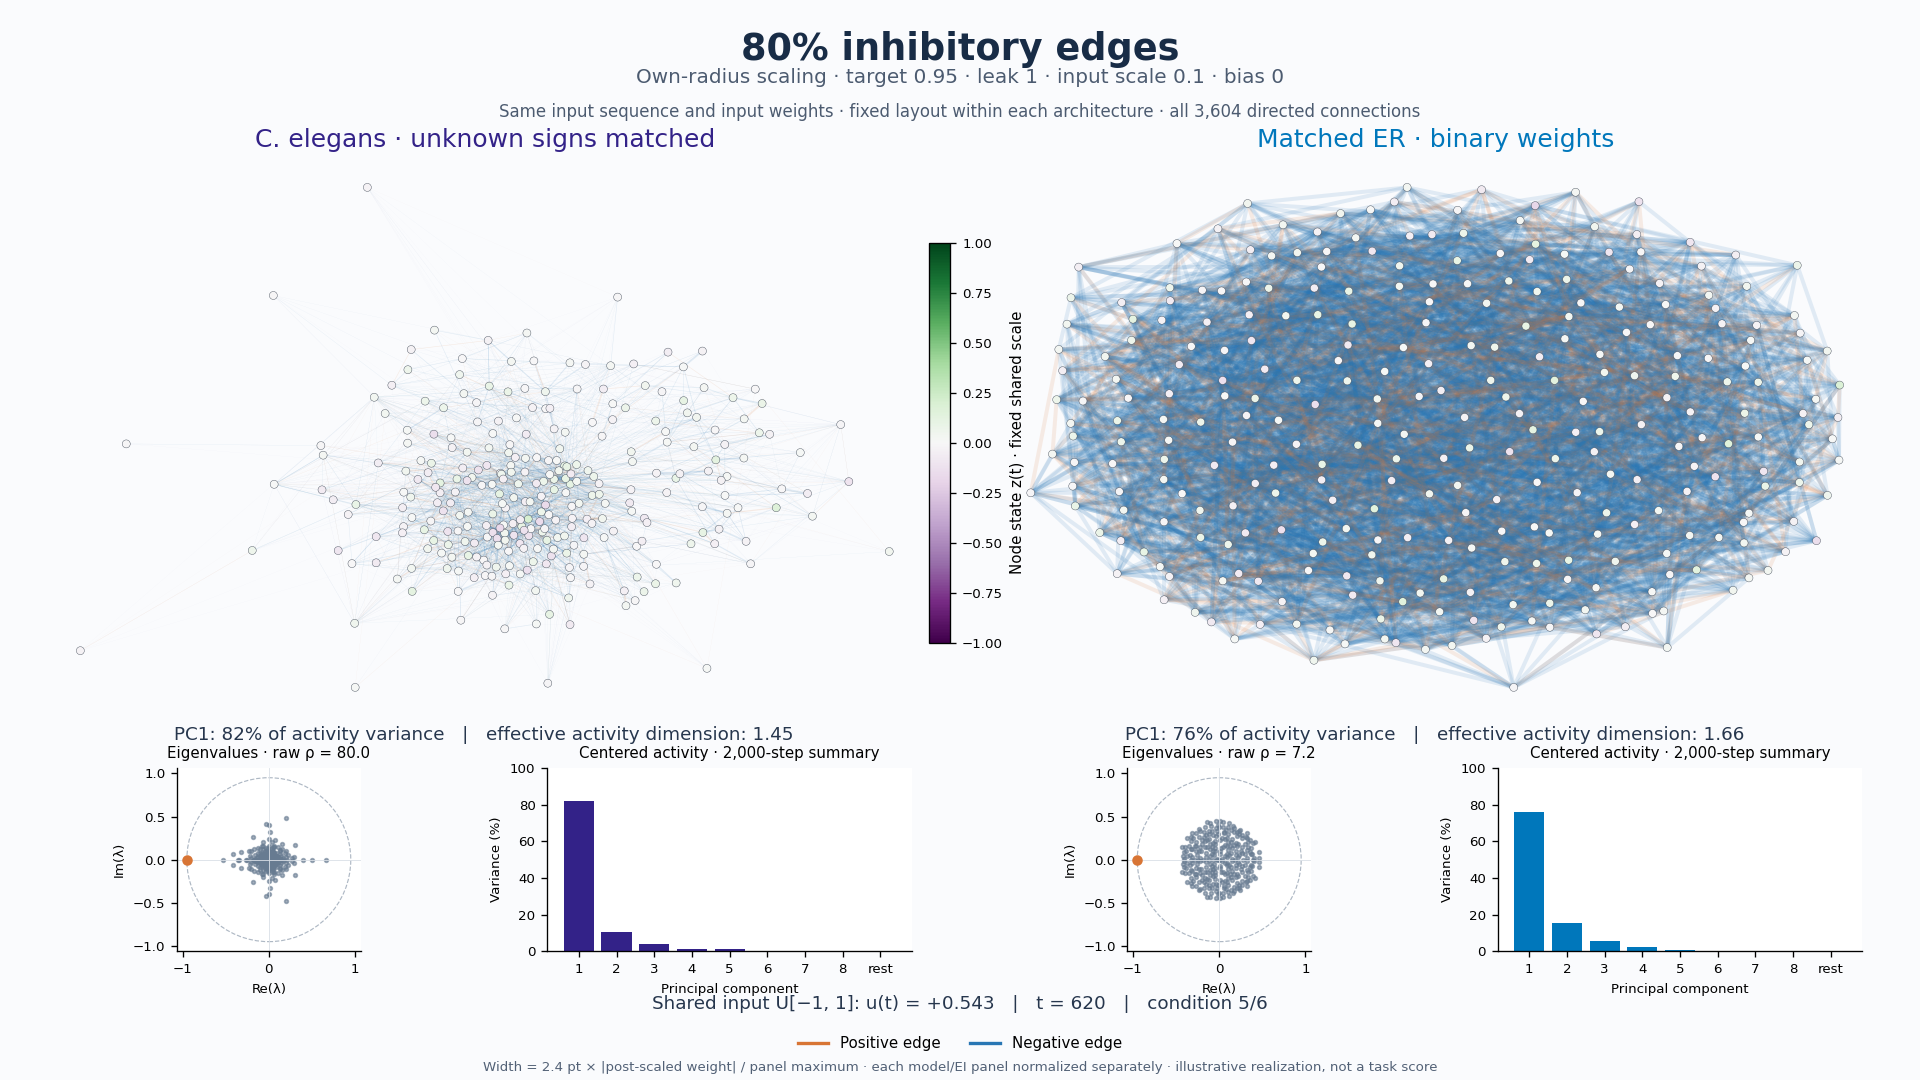 80% inhibitory edges
Own-radius scaling · target 0.95 · leak 1 · input scale 0.1 · bias 0
Same input sequence and input weights · fixed layout within each architecture · all 3,604 directed connections
C. elegans · unknown signs matched
Matched ER · binary weights
1.00
0.75
0.50
0.25
0.00
−0.25
−0.50
−0.75
−1.00
Node state z(t) · fixed shared scale
PC1: 82% of activity variance | effective activity dimension: 1.45
Eigenvalues · raw ρ = 80.0
1.0
0.5
0.0
−0.5
−1.0
Im(λ)
−1 0 1
Re(λ)
Centered activity · 2,000-step summary
100
80
60
40
20
0
Variance (%)
1 2 3 4 5 6 7 8 rest
Principal component
PC1: 76% of activity variance | effective activity dimension: 1.66
Eigenvalues · raw ρ = 7.2
1.0
0.5
0.0
−0.5
−1.0
Im(λ)
−1 0 1
Re(λ)
Centered activity · 2,000-step summary
100
80
60
40
20
0
Variance (%)
1 2 3 4 5 6 7 8 rest
Principal component
Shared input U[−1, 1]: u(t) = +0.543 | t = 620 | condition 5/6
Positive edge
Negative edge
Width = 2.4 pt × |post-scaled weight| / panel maximum · each model/EI panel normalized separately · illustrative realization, not a task score